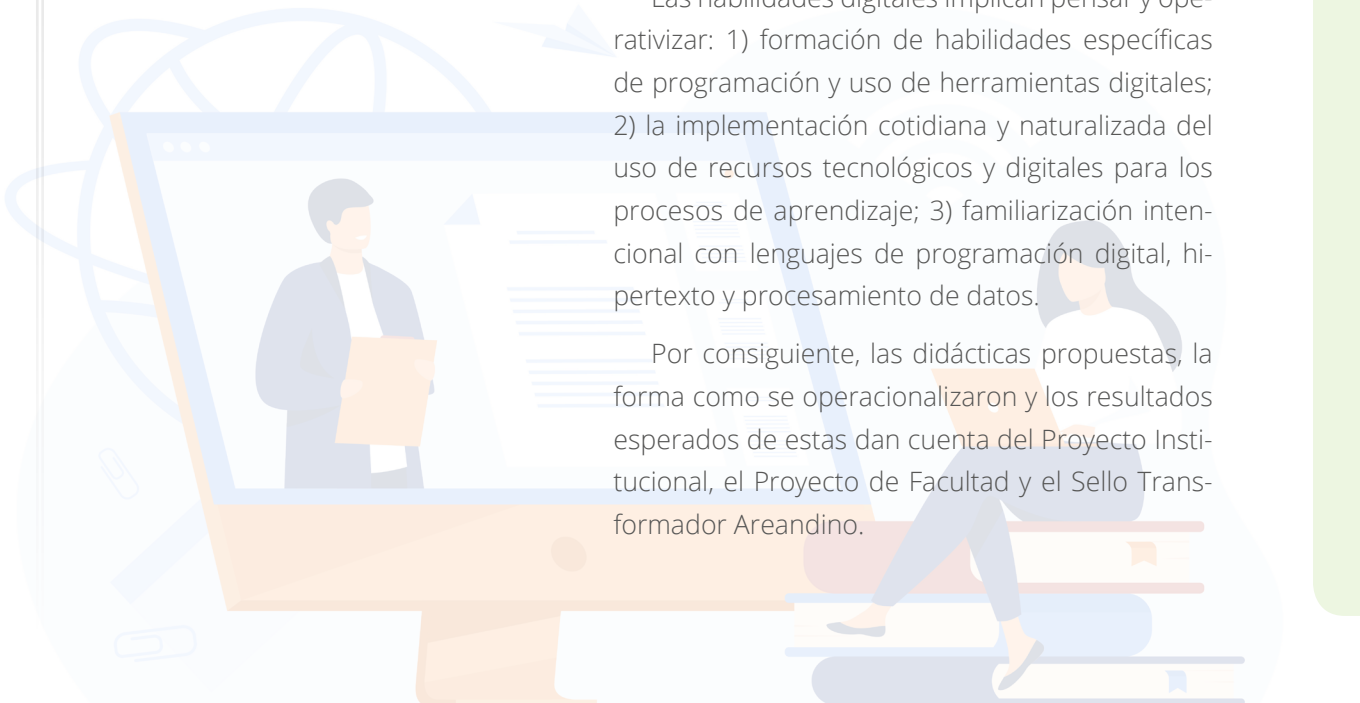 Las habilidades digitales implican pensar y ope-
rativizar: 1) formación de habilidades específicas
de programación y uso de herramientas digitales;
2) la implementación cotidiana y naturalizada del
uso de recursos tecnológicos y digitales para los
procesos de aprendizaje; 3) familiarización inten-
cional con lenguajes de programación digital, hi-
pertexto y procesamiento de datos.
Por consiguiente, las didácticas propuestas, la
forma como se operacionalizaron y los resultados
esperados de estas dan cuenta del Proyecto Insti-
tucional, el Proyecto de Facultad y el Sello Trans-
formador Areandino.